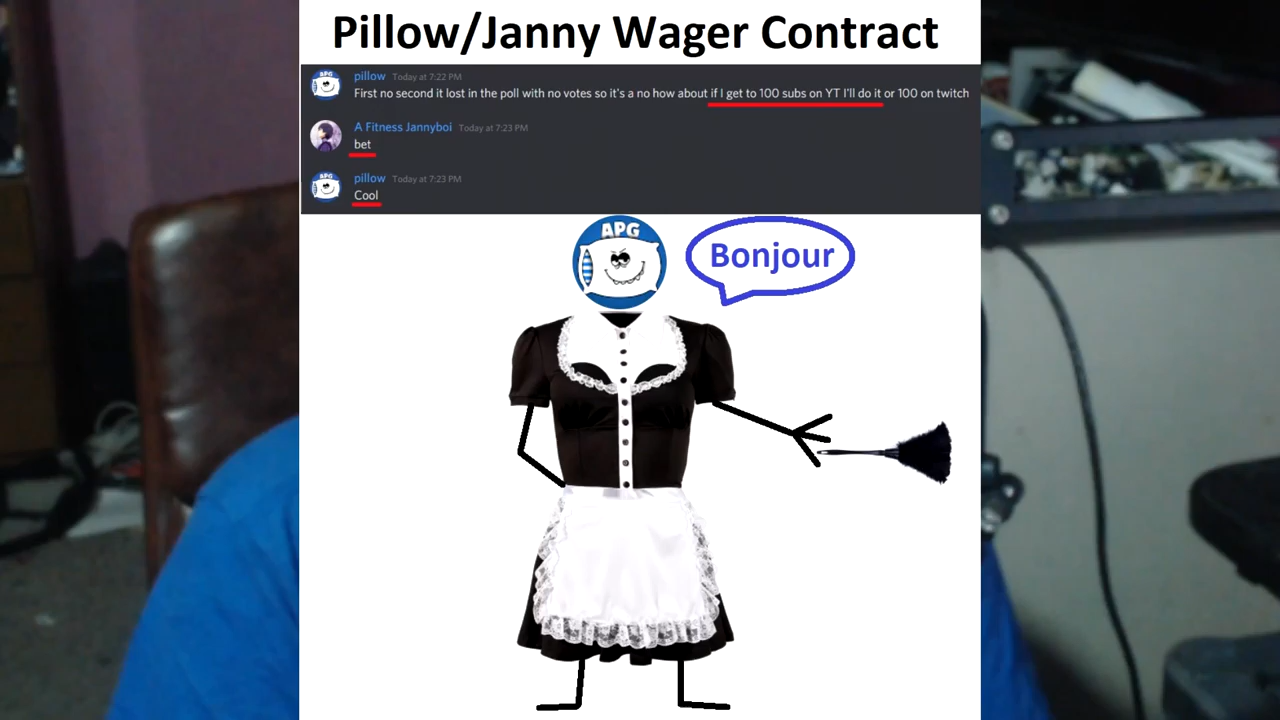 Pillow/Janny Wager Contract
APG
pillow Today at 7:22 PM
First no second it lost in the poll with no votes so it's a no how about if I get to 100 subs on YT I'll do it or 100 on twitch
A Fitness Jannyboi Today at 7:23 PM
bet
APG
pillow Today at 7:23 PM
Cool
APG
Bonjour